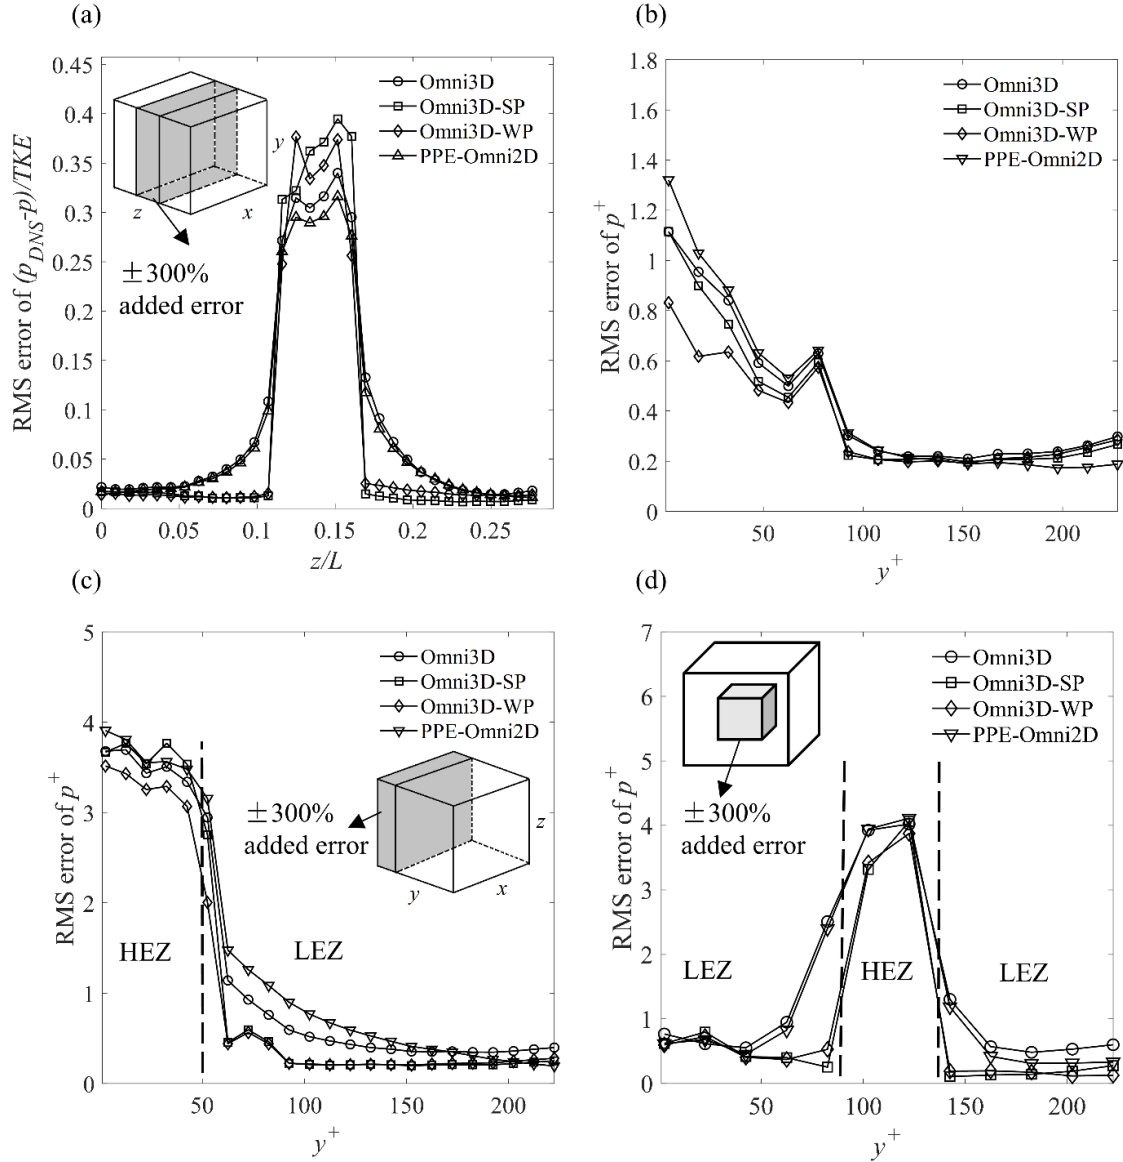 (a)
RMS error of (p_DNS-p)/TKE
0.45
0.4
0.35
0.3
0.25
0.2
0.15
0.1
0.05
0
0 0.05 0.1 0.15 0.2 0.25
z/L
Omni3D
Omni3D-SP
Omni3D-WP
PPE-Omni2D
y
z
x
±300%
added error
(b)
RMS error of p+
1.8
1.6
1.4
1.2
1
0.8
0.6
0.4
0.2
0
50 100 150 200
y+
Omni3D
Omni3D-SP
Omni3D-WP
PPE-Omni2D
(c)
RMS error of p+
5
4
3
2
1
0
50 100 150 200
y+
Omni3D
Omni3D-SP
Omni3D-WP
PPE-Omni2D
±300%
added error
z
y
x
HEZ
LEZ
(d)
RMS error of p+
7
6
5
4
3
2
1
0
50 100 150 200
y+
Omni3D
Omni3D-SP
Omni3D-WP
PPE-Omni2D
±300%
added error
LEZ
HEZ
LEZ